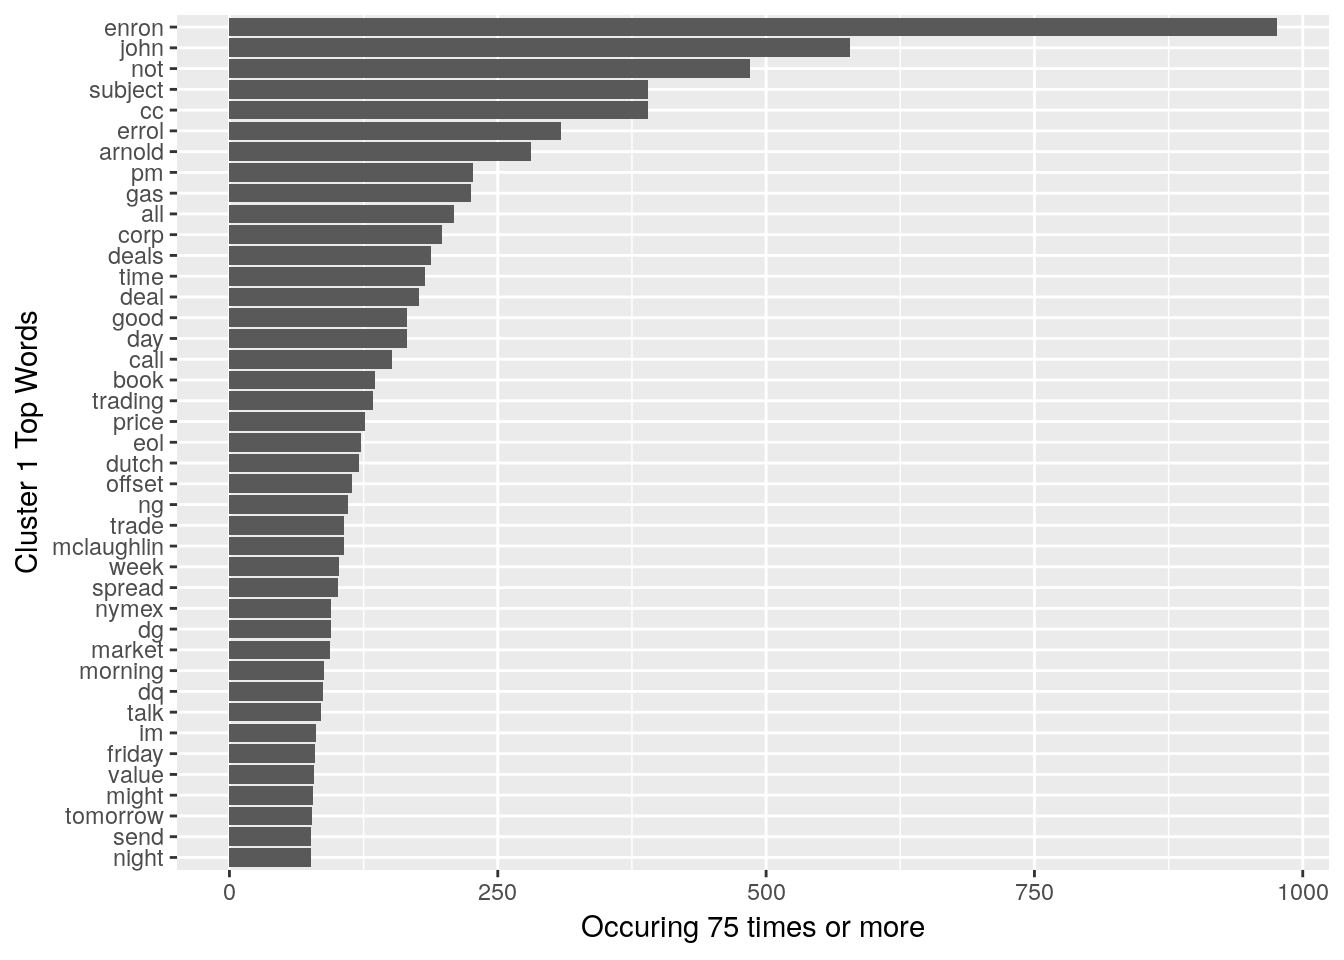 enron
john
not
subject
cc
errol
arnold
pm
gas
all
corp
deals
time
deal
good
day
call
book
trading
price
eol
dutch
offset
ng
trade
mclaughlin
week
spread
nymex
dg
market
morning
dq
talk
im
friday
value
might
tomorrow
send
night
Cluster 1 Top Words
0 250 500 750 1000
Occuring 75 times or more